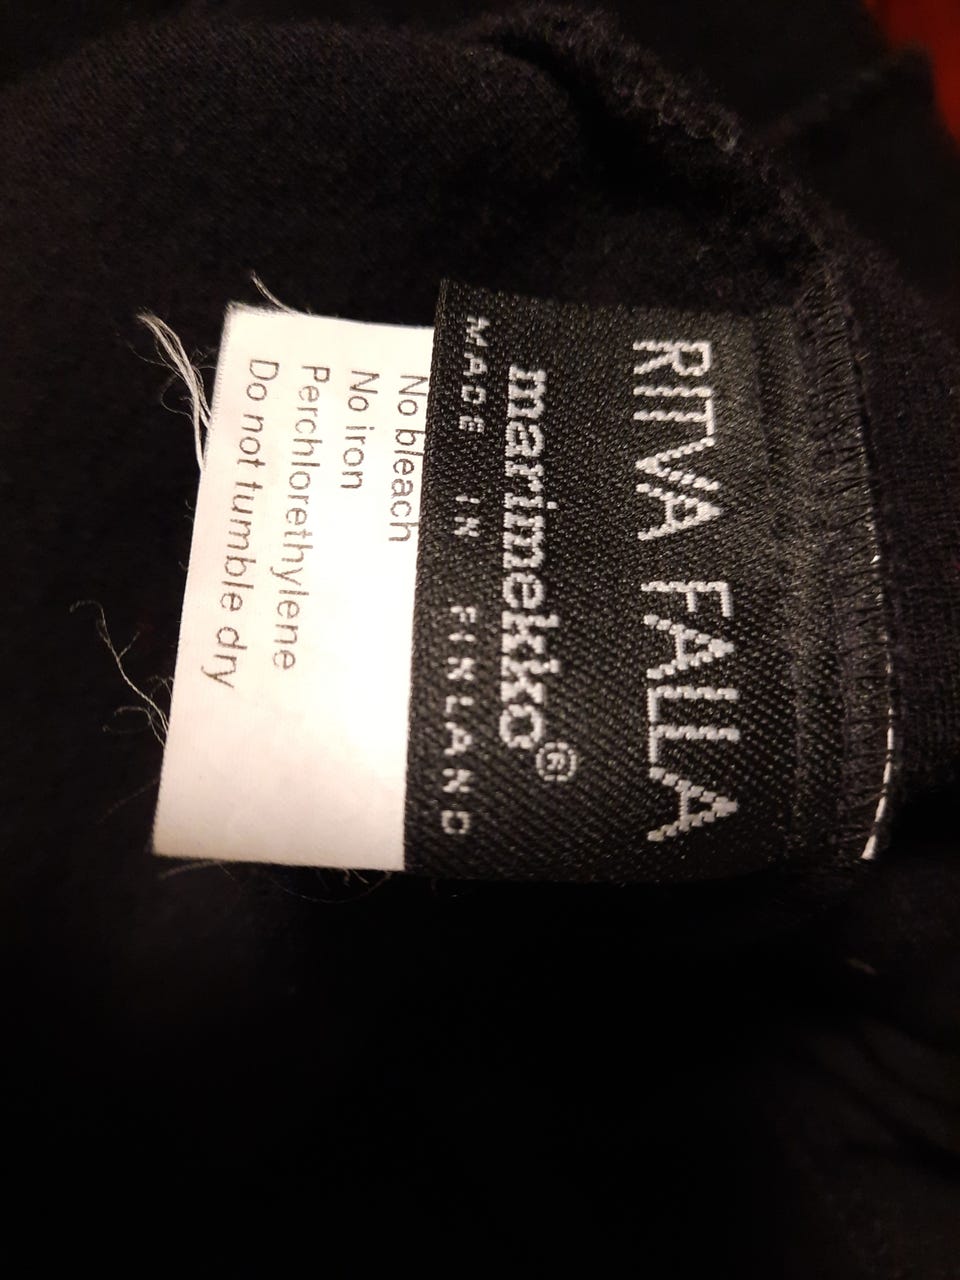 RITVA FALLA
marimekko®
MADE IN FINLAND
No bleach
No iron
Perchlorethylene
Do not tumble dry